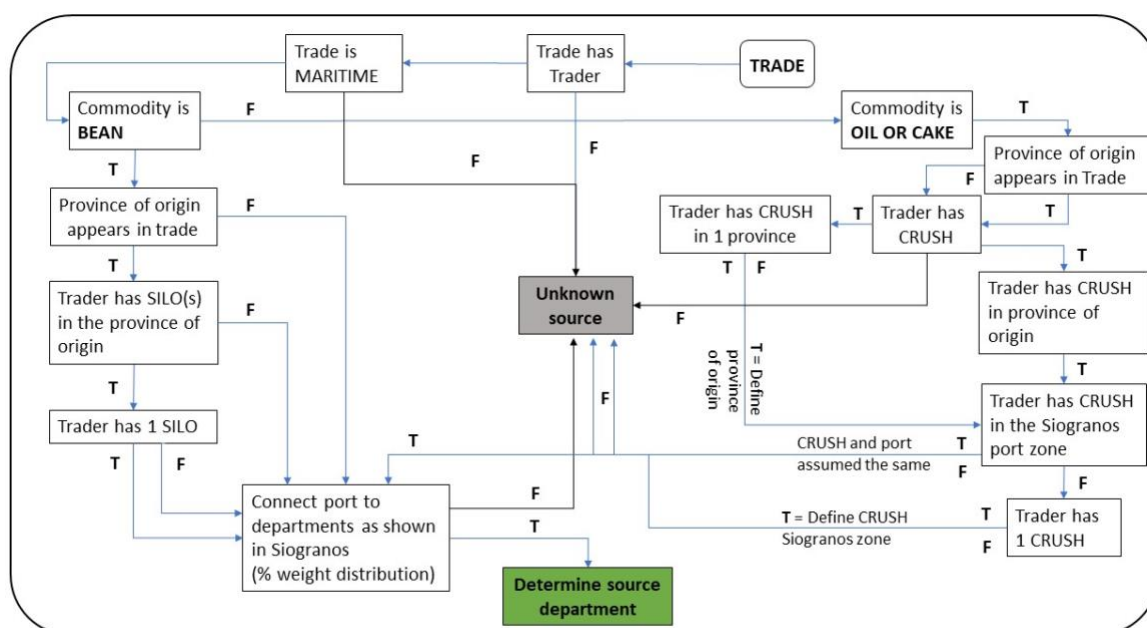 TRADE
Trade has
Trader
Trade is
MARITIME
F
F
Commodity is
BEAN
F
T
Commodity is
OIL OR CAKE
T
Province of origin
appears in Trade
F
T
Province of origin
appears in trade
F
T
Trader has CRUSH
in 1 province
T
Trader has
CRUSH
T
F
T F
Trader has SILO(s)
in the province of
origin
F
T
Unknown
source
Trader has CRUSH
in province of
origin
T
T = Define
province
of origin
Trader has 1 SILO
T
F
Trader has CRUSH
in the Siogranos
port zone
T
F
CRUSH and port
assumed the same
T
F
F
Connect port to
departments as shown
in Siogranos
(% weight distribution)
F
T
T = Define CRUSH
Siogranos zone
T
F
Trader has
1 CRUSH
Determine source
department